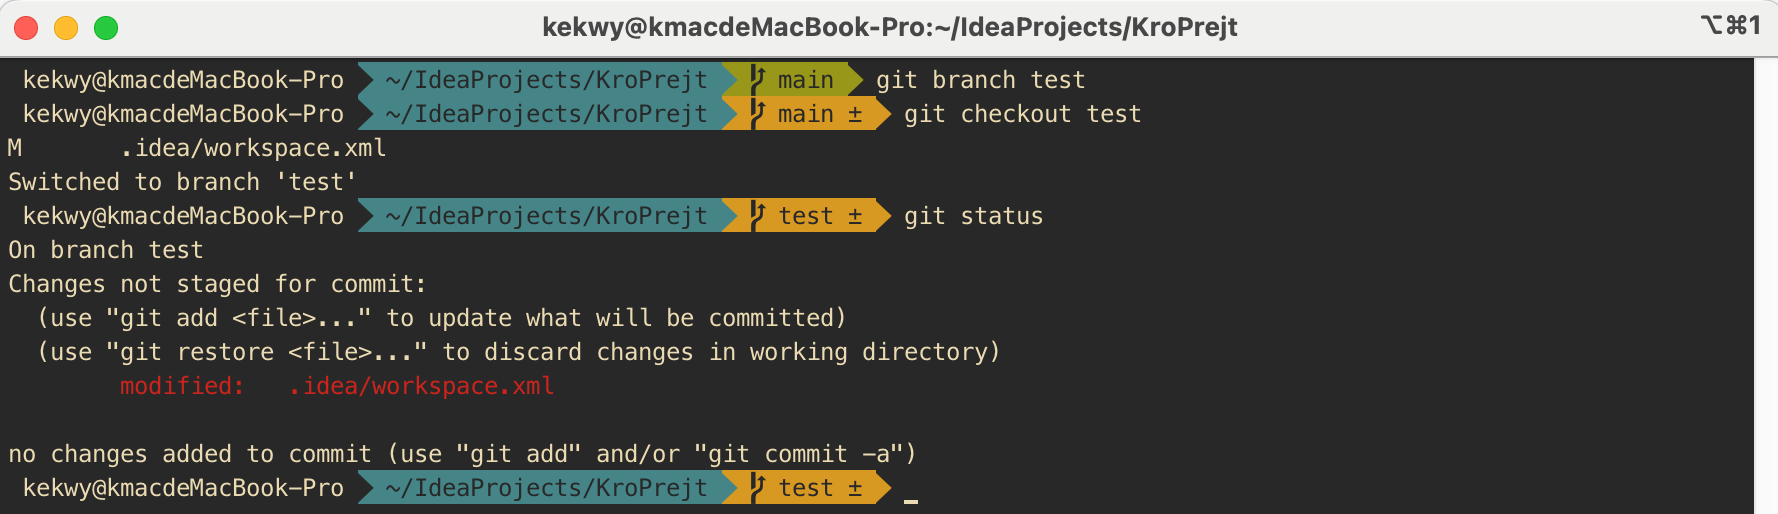 kekwy@kmacdeMacBook-Pro:~/IdeaProjects/KroPrejt ⌥⌘1
kekwy@kmacdeMacBook-Pro ~/IdeaProjects/KroPrejt main git branch test
kekwy@kmacdeMacBook-Pro ~/IdeaProjects/KroPrejt main ± git checkout test
M .idea/workspace.xml
Switched to branch 'test'
kekwy@kmacdeMacBook-Pro ~/IdeaProjects/KroPrejt test ± git status
On branch test
Changes not staged for commit:
(use "git add <file>..." to update what will be committed)
(use "git restore <file>..." to discard changes in working directory)
modified: .idea/workspace.xml
no changes added to commit (use "git add" and/or "git commit -a")
kekwy@kmacdeMacBook-Pro ~/IdeaProjects/KroPrejt test ± _